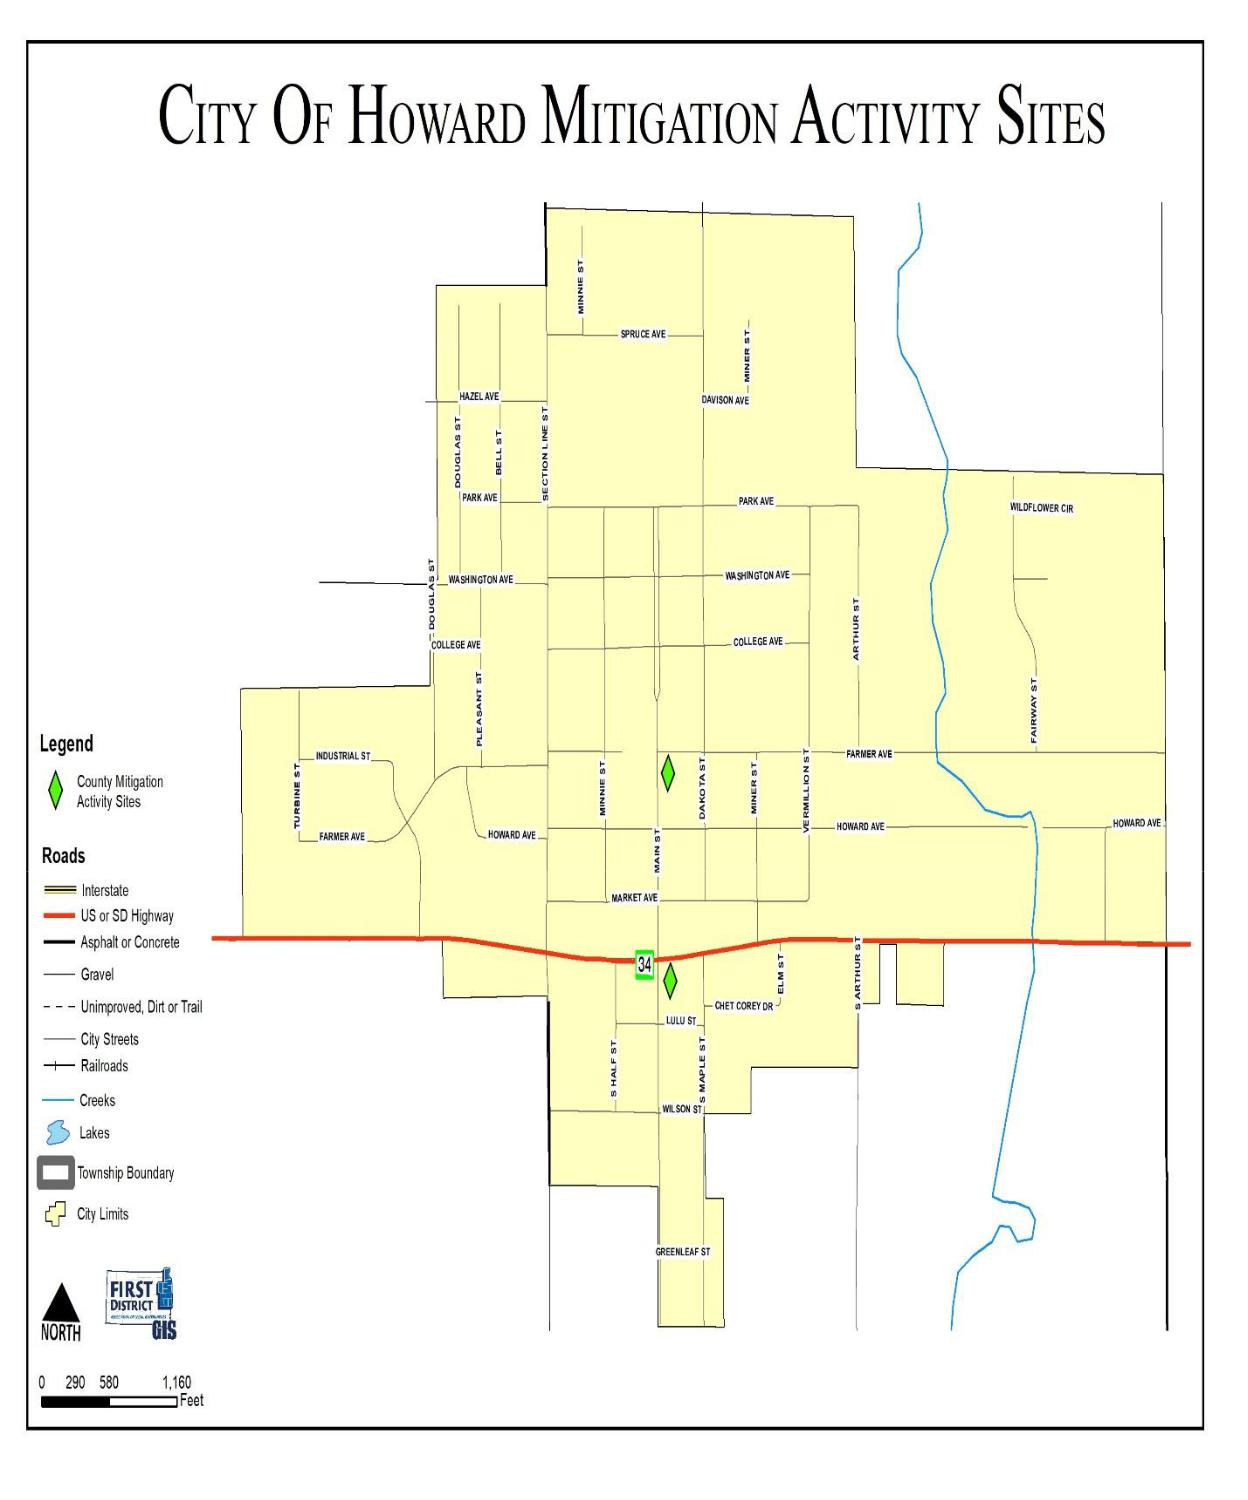 CITY OF HOWARD MITIGATION ACTIVITY SITES
MINNIE ST
SPRUCE AVE
MINER ST
HAZEL AVE
DAVISON AVE
DOUGLAS ST
BELL ST
SECTION LINE ST
PARK AVE
PARK AVE
WILDFLOWER CIR
WASHINGTON AVE
WASHINGTON AVE
DOUGLAS ST
ARTHUR ST
COLLEGE AVE
COLLEGE AVE
PLEASANT ST
FAIRWAY ST
INDUSTRIAL ST
FARMER AVE
TURBINE ST
MINNIE ST
DAKOTA ST
MINER ST
VERMILLION ST
FARMER AVE
HOWARD AVE
HOWARD AVE
HOWARD AVE
MAIN ST
MARKET AVE
34
ELM ST
S ARTHUR ST
CHET COREY DR
LULU ST
S HALF ST
S MAPLE ST
WILSON ST
GREENLEAF ST
Legend
County Mitigation
Activity Sites
Roads
Interstate
US or SD Highway
Asphalt or Concrete
Gravel
Unimproved, Dirt or Trail
City Streets
Railroads
Creeks
Lakes
Township Boundary
City Limits
NORTH
FIRST
DISTRICT
GIS
0 290 580 1,160
Feet